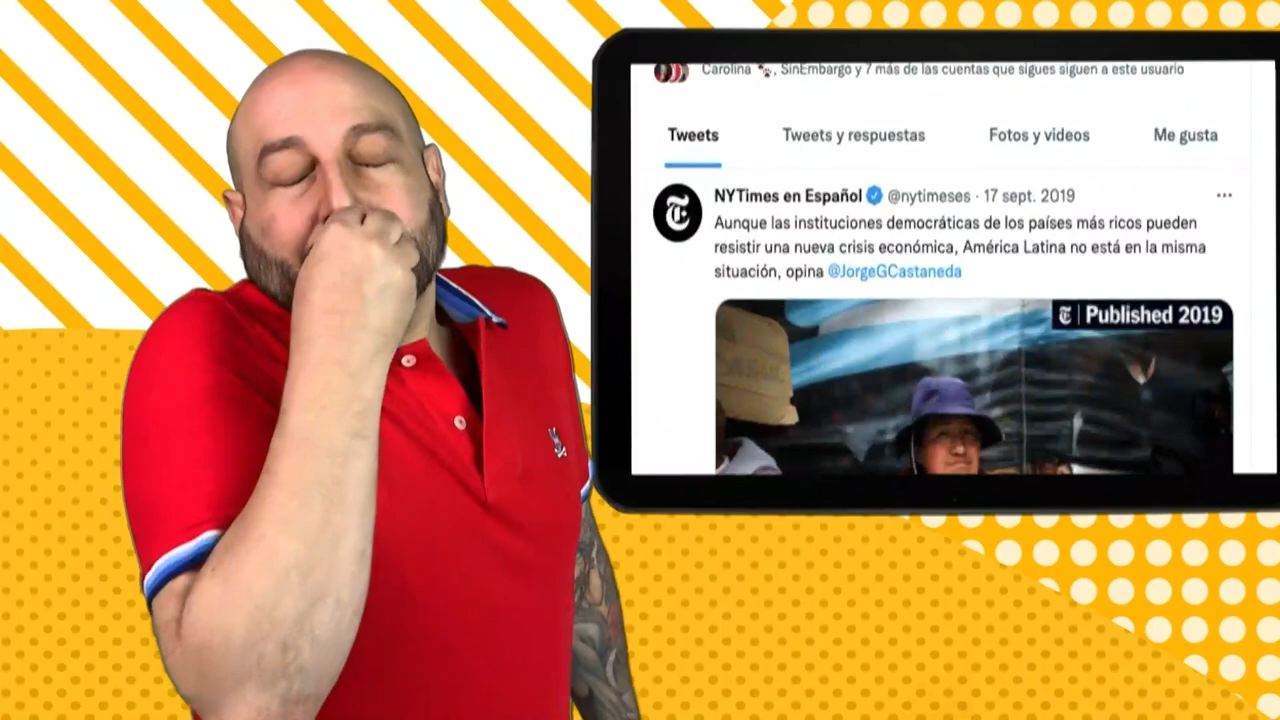 Carolina 🐾, SinEmbargo y 7 más de las cuentas que sigues siguen a este usuario
Tweets Tweets y respuestas Fotos y videos Me gusta
NYTimes en Español @nytimeses · 17 sept. 2019 ···
Aunque las instituciones democráticas de los países más ricos pueden
resistir una nueva crisis económica, América Latina no está en la misma
situación, opina @JorgeGCastaneda
Published 2019